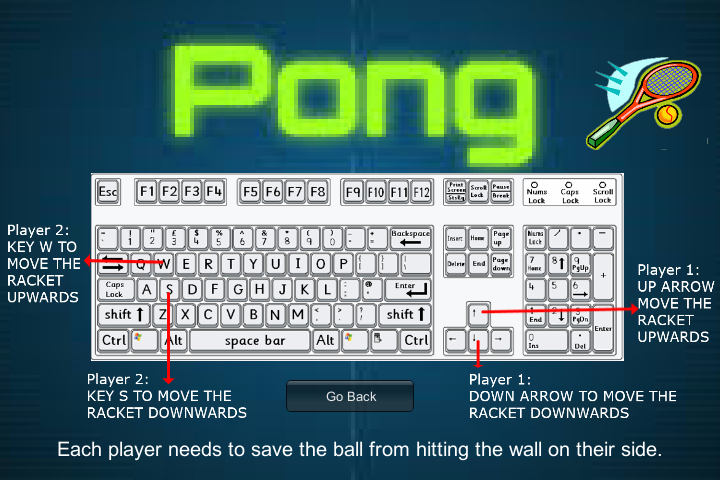 Pong
Esc F1 F2 F3 F4 F5 F6 F7 F8 F9 F10 F11 F12 Print Screen SysRq Scroll Lock Pause Break Nums Lock Caps Lock Scroll Lock
! 1 " 2 £ 3 $ 4 % 5 ^ 6 & 7 * 8 ( 9 ) 0 Backspace Insert Home Page up Nums Lock
Q W E R T Y U I O P Delete End Page down 7 Home 8 9 PgUp +
Caps Lock A S D F G H J K L Enter 4 5 6
shift Z X C V B N M shift ↑ 1 End 2 3 PgDn Enter
Ctrl Alt space bar Alt Ctrl ← ↓ → 0 Ins Del
Player 2:
KEY W TO
MOVE THE
RACKET
UPWARDS
Player 1:
UP ARROW
MOVE THE
RACKET
UPWARDS
Player 2:
KEY S TO MOVE THE
RACKET DOWNWARDS
Go Back
Player 1:
DOWN ARROW TO MOVE THE
RACKET DOWNWARDS
Each player needs to save the ball from hitting the wall on their side.